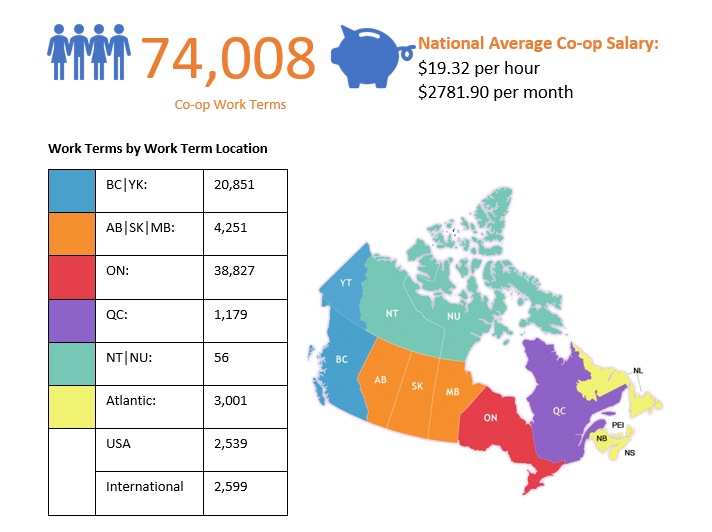 74,008
Co-op Work Terms
National Average Co-op Salary:
$19.32 per hour
$2781.90 per month
Work Terms by Work Term Location
BC|YK: 20,851
AB|SK|MB: 4,251
ON: 38,827
QC: 1,179
NT|NU: 56
Atlantic: 3,001
USA 2,539
International 2,599
YT
NT
NU
BC
AB
SK
MB
ON
QC
NL
PEI
NB
NS